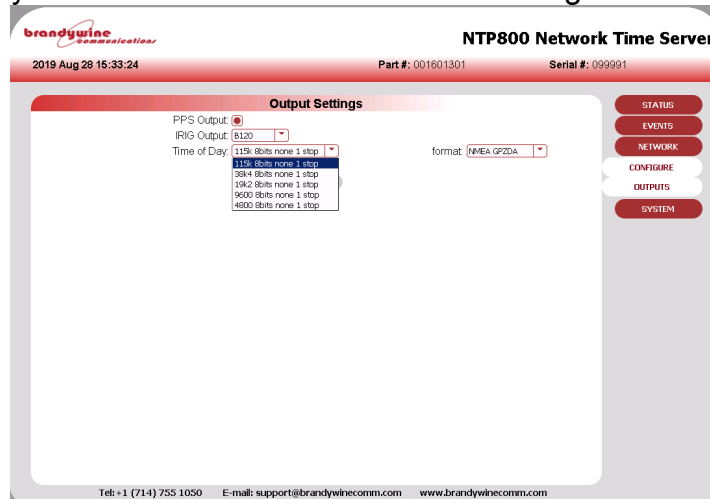 brandywine
communications
NTP800 Network Time Server
2019 Aug 28 15:33:24 Part #: 001601301 Serial #: 099991
Output Settings
PPS Output:
IRIG Output: B120
Time of Day: 115k 8bits none 1 stop format: NMEA GPZDA
115k 8bits none 1 stop
38k4 8bits none 1 stop
19k2 8bits none 1 stop
9600 8bits none 1 stop
4800 8bits none 1 stop
STATUS
EVENTS
NETWORK
CONFIGURE
OUTPUTS
SYSTEM
Tel: +1 (714) 755 1050 E-mail: support@brandywinecomm.com www.brandywinecomm.com